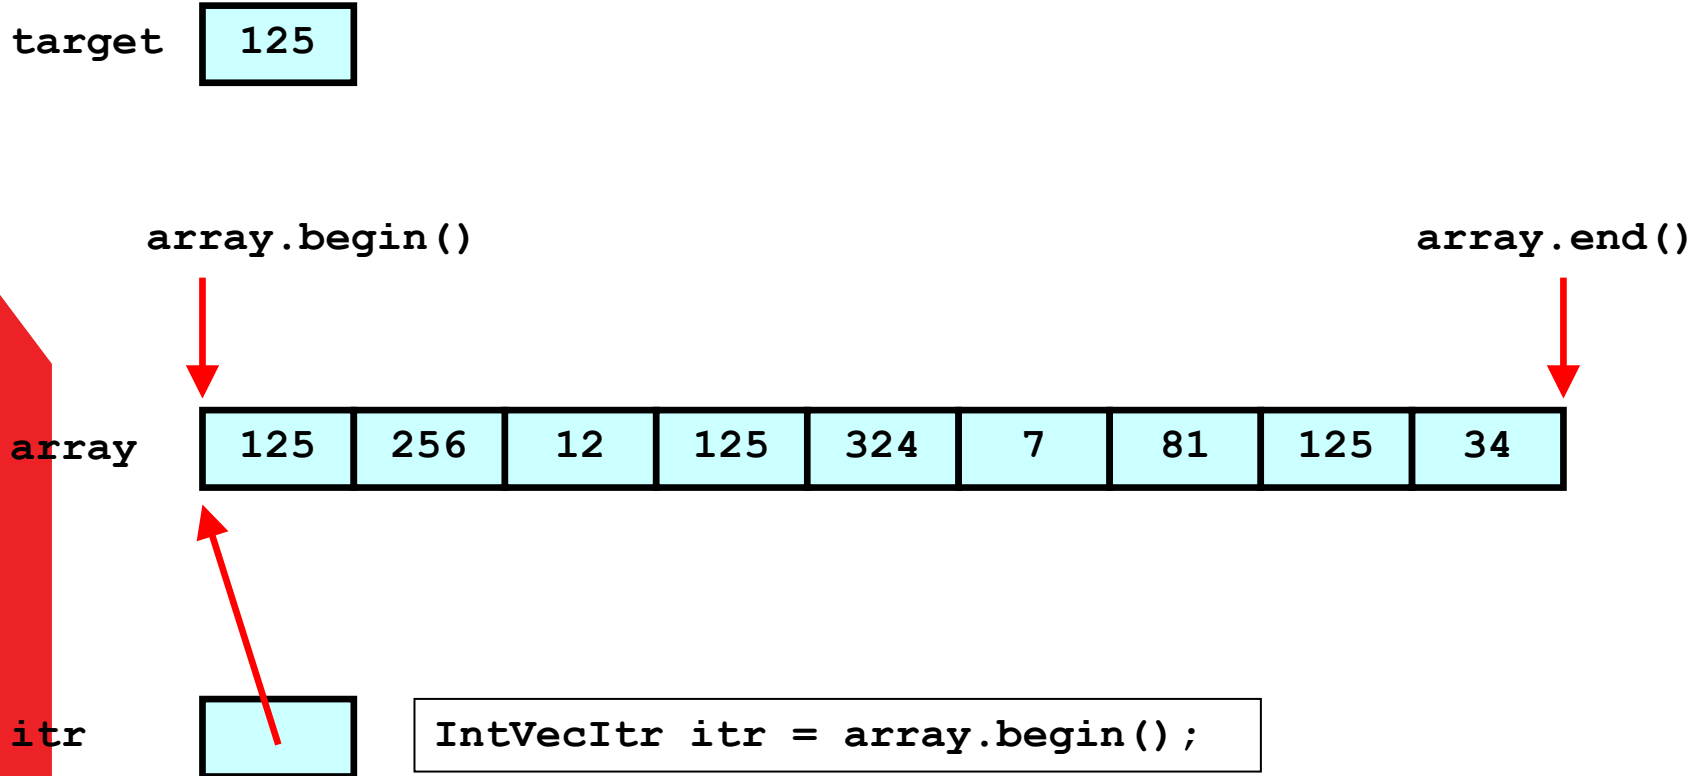 target 125
array.begin() array.end()
array 125 256 12 125 324 7 81 125 34
itr IntVecItr itr = array.begin();